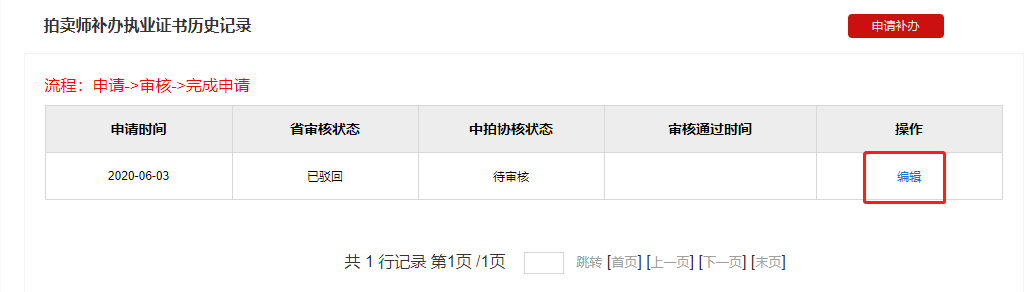 拍卖师补办执业证书历史记录 申请补办
流程：申请->审核->完成申请
申请时间 省审核状态 中拍协核状态 审核通过时间 操作
2020-06-03 已驳回 待审核 编辑
共 1 行记录 第1页 /1页 跳转 [首页] [上一页] [下一页] [末页]